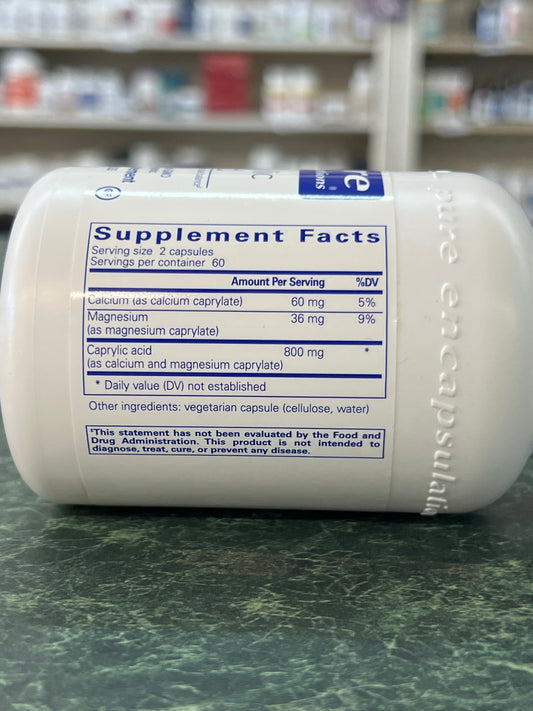 Supplement Facts
Serving size 2 capsules
Servings per container 60
Amount Per Serving %DV
Calcium (as calcium caprylate) 60 mg 5%
Magnesium 36 mg 9%
(as magnesium caprylate)
Caprylic acid 800 mg *
(as calcium and magnesium caprylate)
* Daily value (DV) not established
Other ingredients: vegetarian capsule (cellulose, water)
‡This statement has not been evaluated by the Food and
Drug Administration. This product is not intended to
diagnose, treat, cure, or prevent any disease.
pure encapsulati